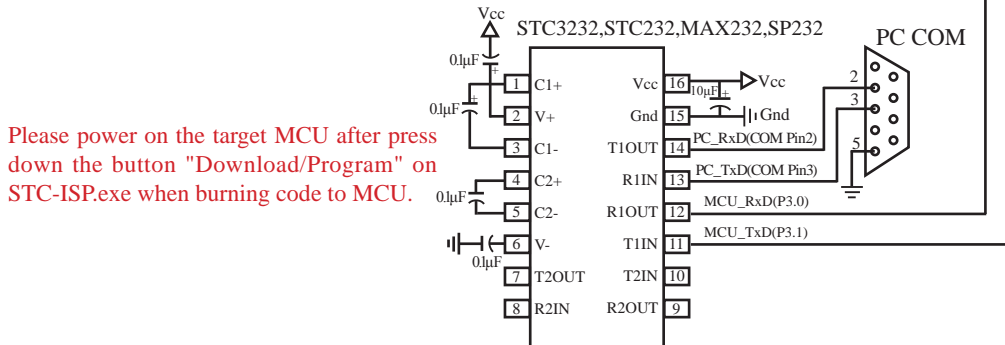 Vcc
STC3232,STC232,MAX232,SP232
PC COM
0.1μF
0.1μF
1 C1+
2 V+
3 C1-
4 C2+
0.1μF
5 C2-
6 V-
0.1μF
7 T2OUT
8 R2IN
Vcc 16
Vcc
10μF
Gnd 15
Gnd
T1OUT 14
PC_RxD(COM Pin2)
R1IN 13
PC_TxD(COM Pin3)
R1OUT 12
MCU_RxD(P3.0)
T1IN 11
MCU_TxD(P3.1)
T2IN 10
R2OUT 9
2
3
5
Please power on the target MCU after press
down the button "Download/Program" on
STC-ISP.exe when burning code to MCU.